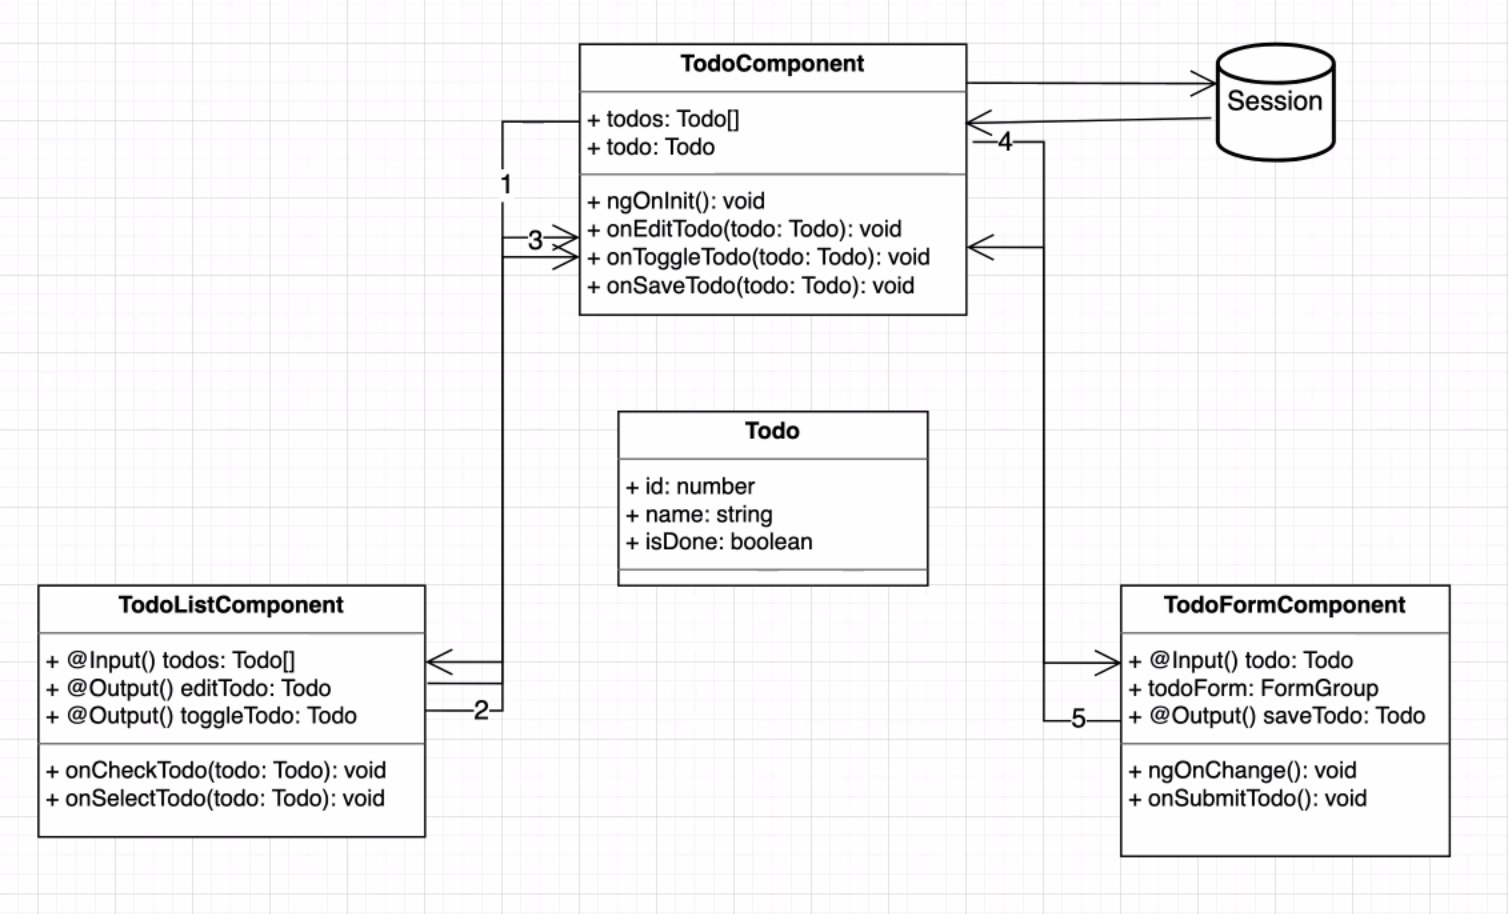 TodoComponent
+ todos: Todo[]
+ todo: Todo
+ ngOnInit(): void
+ onEditTodo(todo: Todo): void
+ onToggleTodo(todo: Todo): void
+ onSaveTodo(todo: Todo): void
Session
4
1
3
Todo
+ id: number
+ name: string
+ isDone: boolean
TodoListComponent
+ @Input() todos: Todo[]
+ @Output() editTodo: Todo
+ @Output() toggleTodo: Todo
+ onCheckTodo(todo: Todo): void
+ onSelectTodo(todo: Todo): void
2
5
TodoFormComponent
+ @Input() todo: Todo
+ todoForm: FormGroup
+ @Output() saveTodo: Todo
+ ngOnChange(): void
+ onSubmitTodo(): void